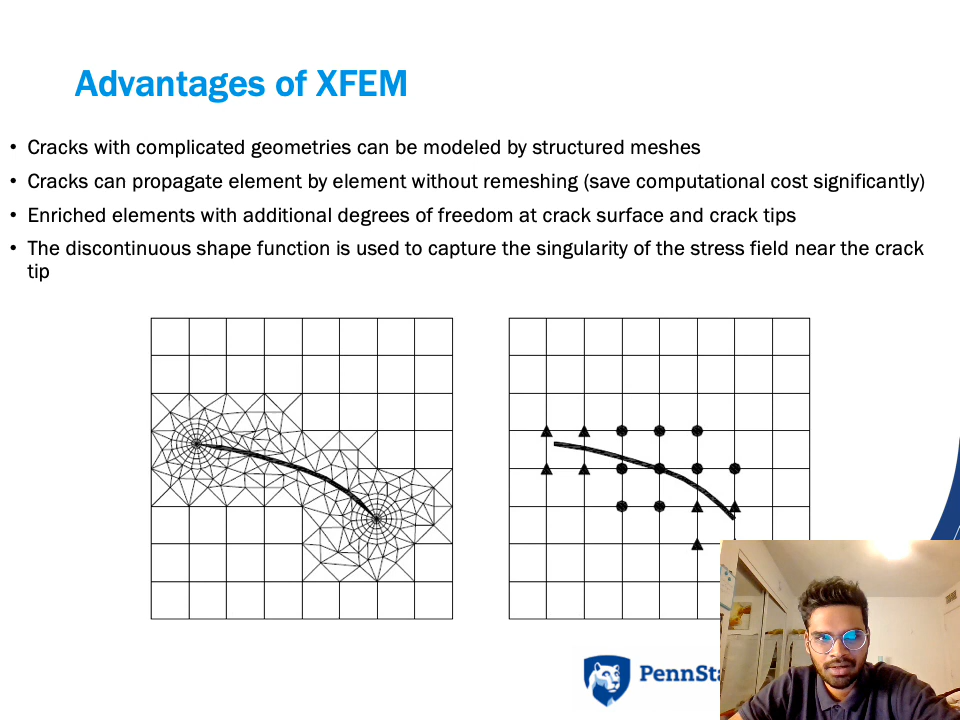 Advantages of XFEM
• Cracks with complicated geometries can be modeled by structured meshes
• Cracks can propagate element by element without remeshing (save computational cost significantly)
• Enriched elements with additional degrees of freedom at crack surface and crack tips
• The discontinuous shape function is used to capture the singularity of the stress field near the crack
tip
PennSta